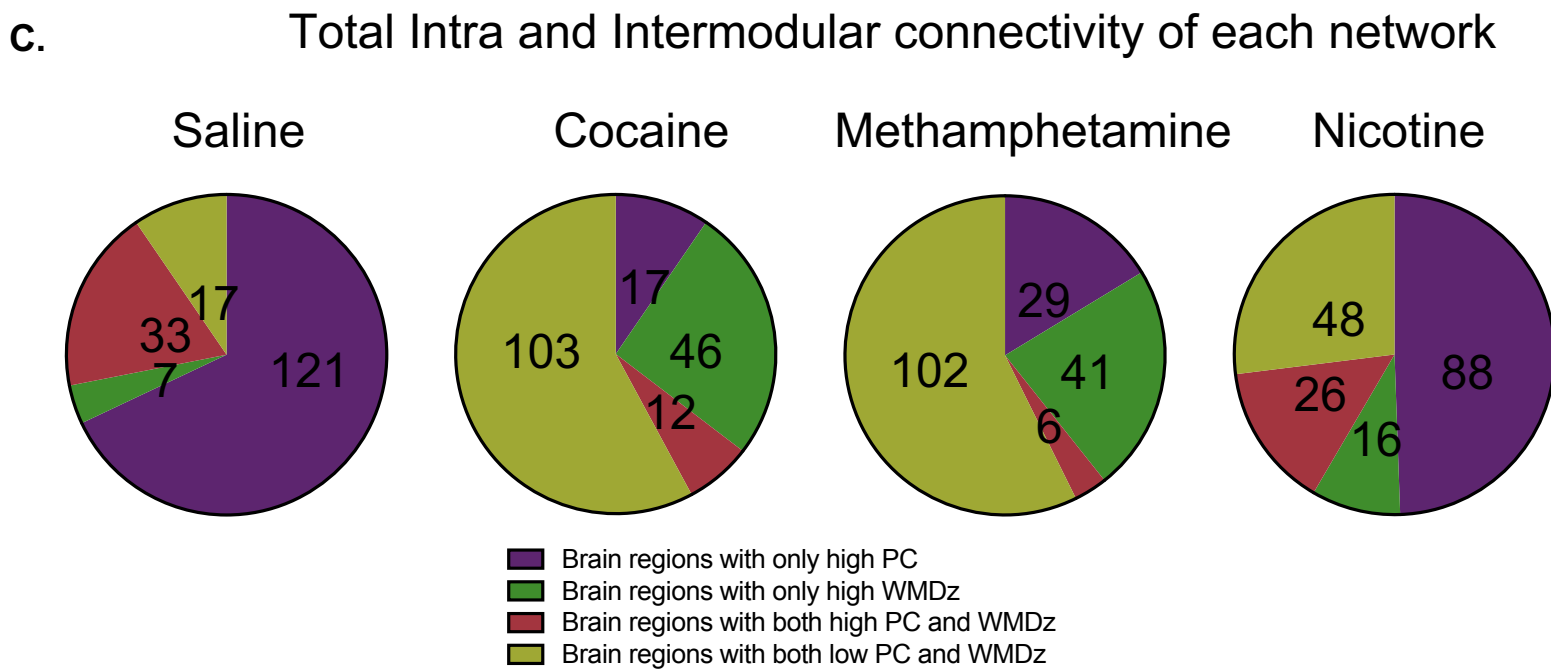 C.
Total Intra and Intermodular connectivity of each network
Saline
Cocaine
Methamphetamine
Nicotine
17
33
7
121
17
103
46
12
29
102
41
6
48
26
88
16
Brain regions with only high PC
Brain regions with only high WMDz
Brain regions with both high PC and WMDz
Brain regions with both low PC and WMDz